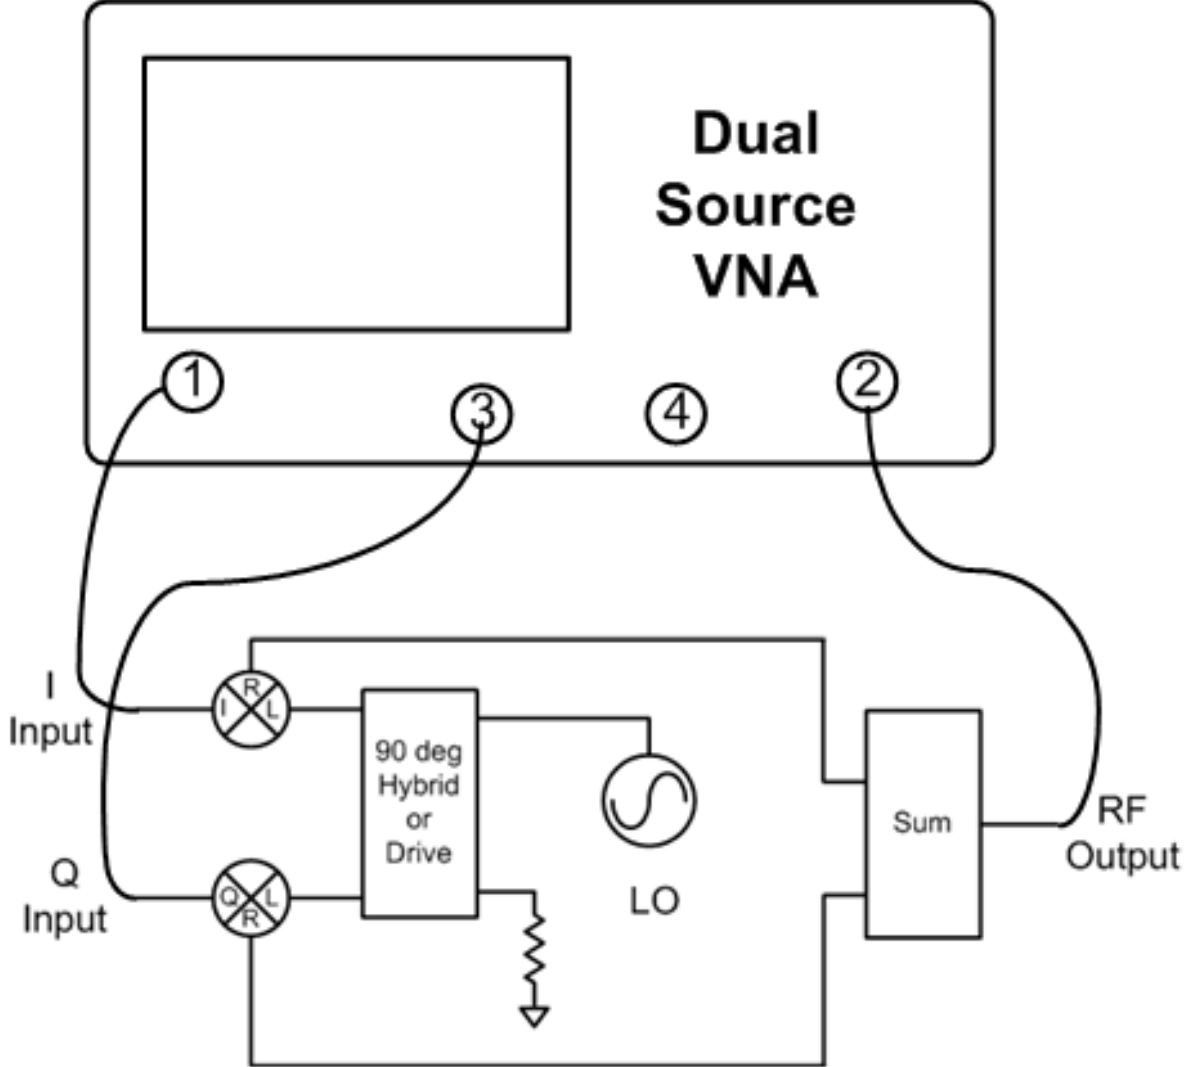 Dual
Source
VNA
1
3
4
2
I
Input
R
I
L
90 deg
Hybrid
or
Drive
Sum
RF
Output
Q
Input
Q
L
R
LO